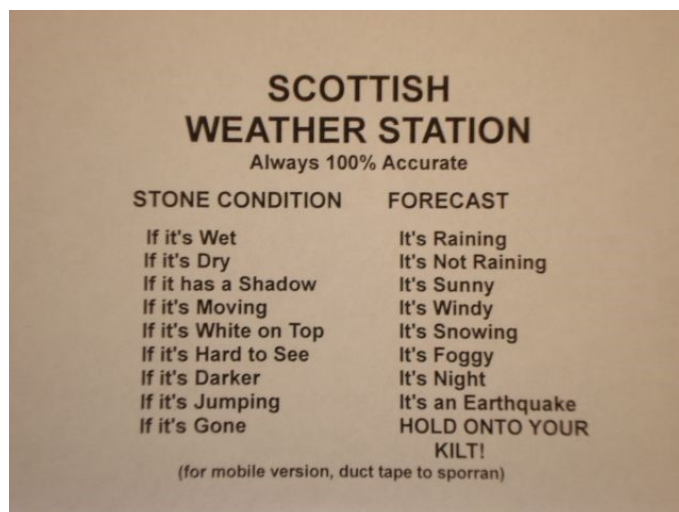 SCOTTISH
WEATHER STATION
Always 100% Accurate
STONE CONDITION FORECAST
If it's Wet It's Raining
If it's Dry It's Not Raining
If it has a Shadow It's Sunny
If it's Moving It's Windy
If it's White on Top It's Snowing
If it's Hard to See It's Foggy
If it's Darker It's Night
If it's Jumping It's an Earthquake
If it's Gone HOLD ONTO YOUR
KILT!
(for mobile version, duct tape to sporran)